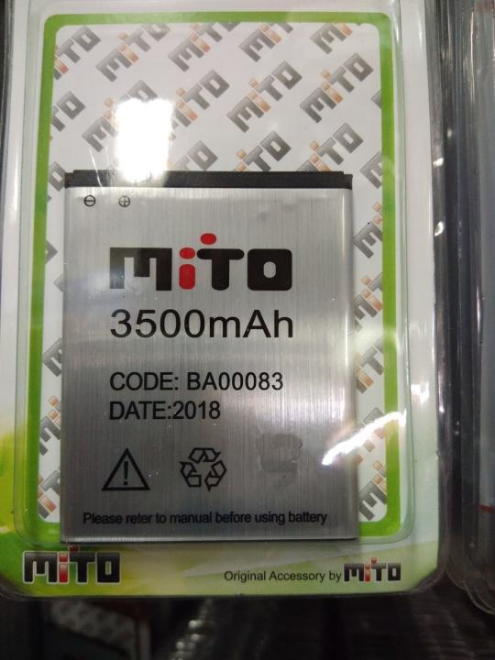 MiTO
3500mAh
CODE: BA00083
DATE:2018
Please refer to manual before using battery
MiTO
Original Accessory by MiTO